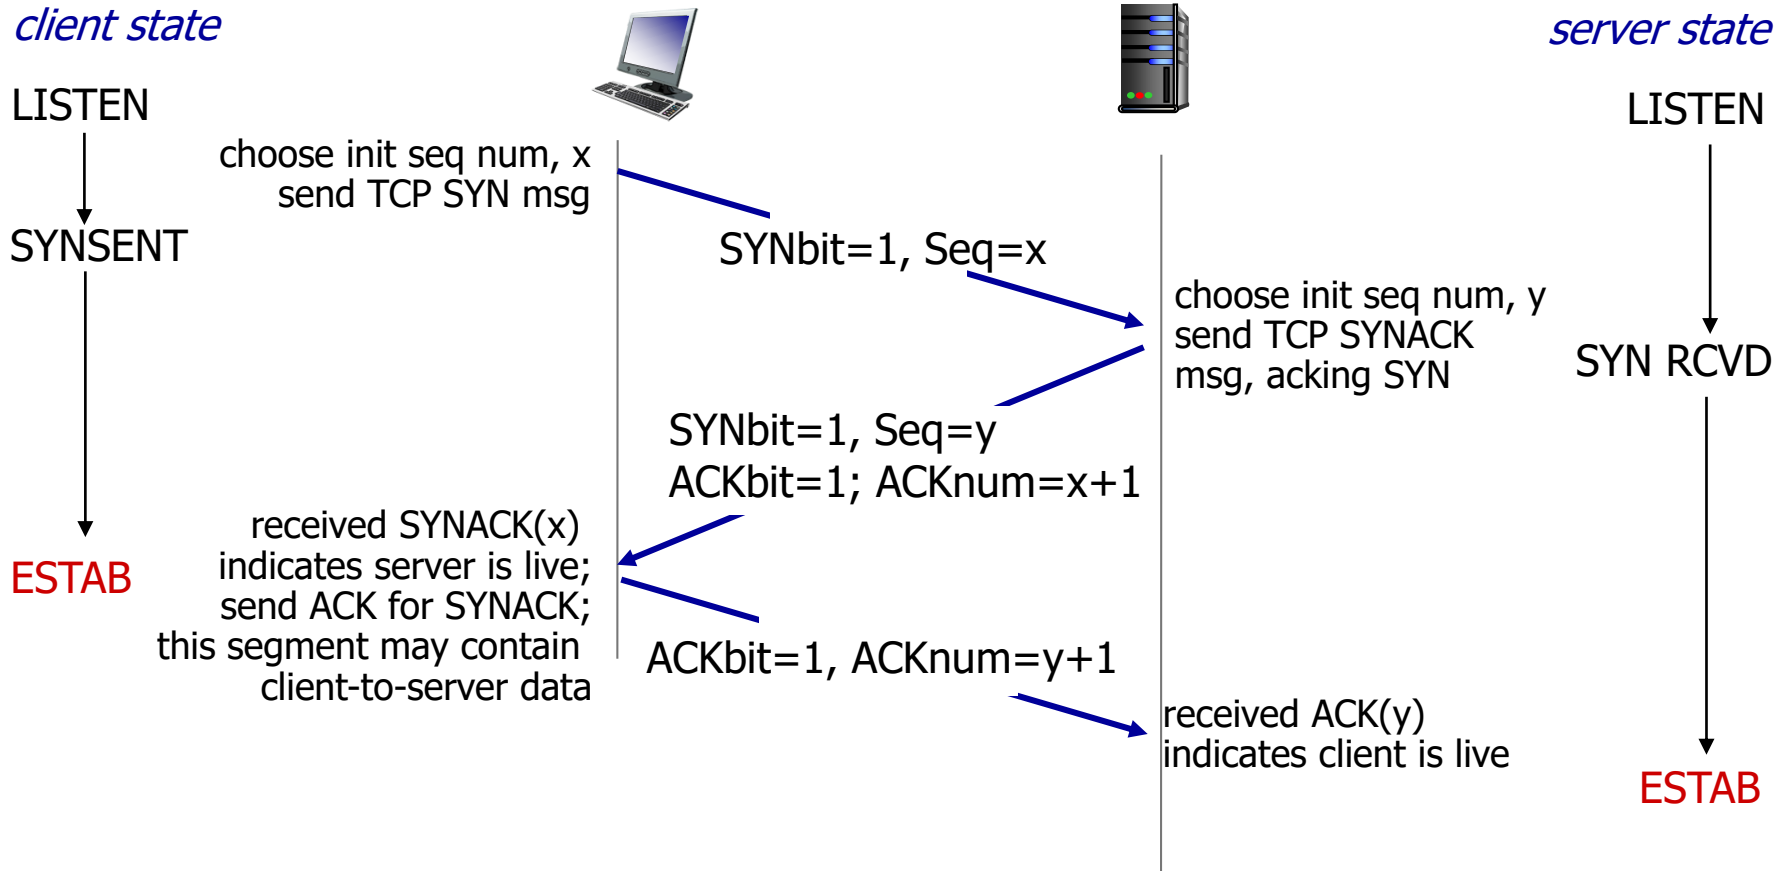 client state
server state
LISTEN
LISTEN
choose init seq num, x
send TCP SYN msg
SYNSENT
SYNbit=1, Seq=x
choose init seq num, y
send TCP SYNACK
msg, acking SYN
SYN RCVD
SYNbit=1, Seq=y
ACKbit=1; ACKnum=x+1
received SYNACK(x)
indicates server is live;
send ACK for SYNACK;
this segment may contain
client-to-server data
ESTAB
ACKbit=1, ACKnum=y+1
received ACK(y)
indicates client is live
ESTAB